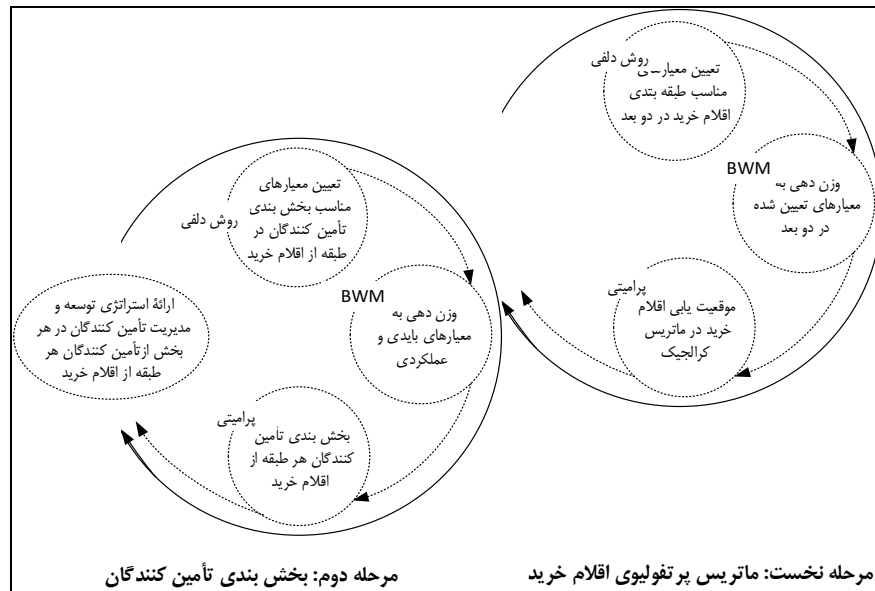 روش دلفی
تعیین معیارهای
مناسب طبقه بندی
اقلام خرید در دو بعد
BWM
وزن دهی به
معیارهای تعیین شده
در دو بعد
پرامیتی
موقعیت یابی اقلام
خرید در ماتریس
کرالجیک
مرحله نخست: ماتریس پرتفولیوی اقلام خرید
روش دلفی
تعیین معیارهای
مناسب بخش بندی
تأمین کنندگان در
طبقه از اقلام خرید
BWM
وزن دهی به
معیارهای بایدی و
عملکردی
پرامیتی
بخش بندی تأمین
کنندگان هر طبقه از
اقلام خرید
ارائۀ استراتژی توسعه و
مدیریت تأمین کنندگان در هر
بخش ازتأمین کنندگان هر
طبقه از اقلام خرید
مرحله دوم: بخش بندی تأمین کنندگان